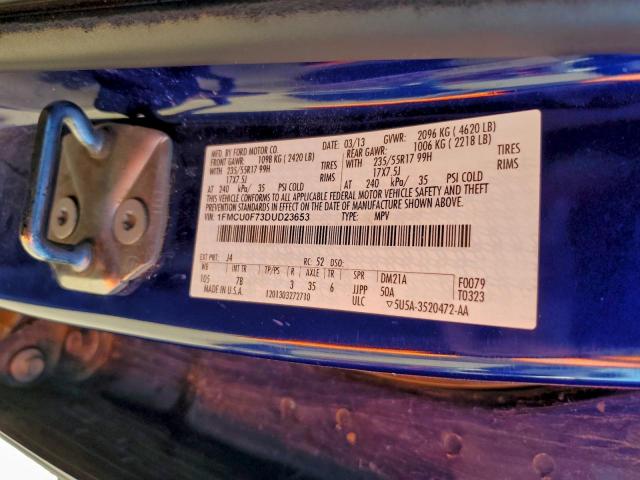 MFD. BY FORD MOTOR CO.
DATE: 03/13 GVWR: 2096 KG ( 4620 LB)
FRONT GAWR: 1098 KG ( 2420 LB) REAR GAWR: 1006 KG ( 2218 LB)
235/55R17 99H TIRES 235/55R17 99H TIRES
17X7.5J RIMS 17X7.5J RIMS
AT 240 kPa/ 35 PSI COLD AT 240 kPa/ 35 PSI COLD
THIS VEHICLE CONFORMS TO ALL APPLICABLE FEDERAL MOTOR VEHICLE SAFETY AND THEFT
PREVENTION STANDARDS IN EFFECT ON THE DATE OF MANUFACTURE SHOWN ABOVE.
VIN: 1FMCU0F73DUD23653 TYPE: MPV
EXT PNT: J4 RC: 52 DSO:
WB INT TR TP/PS R AXLE TR SPR DM21A F0079
105 7B 3 35 6 JJPP 50A T0323
MADE IN U.S.A. 1201303272710 ULC 5U5A-3520472-AA